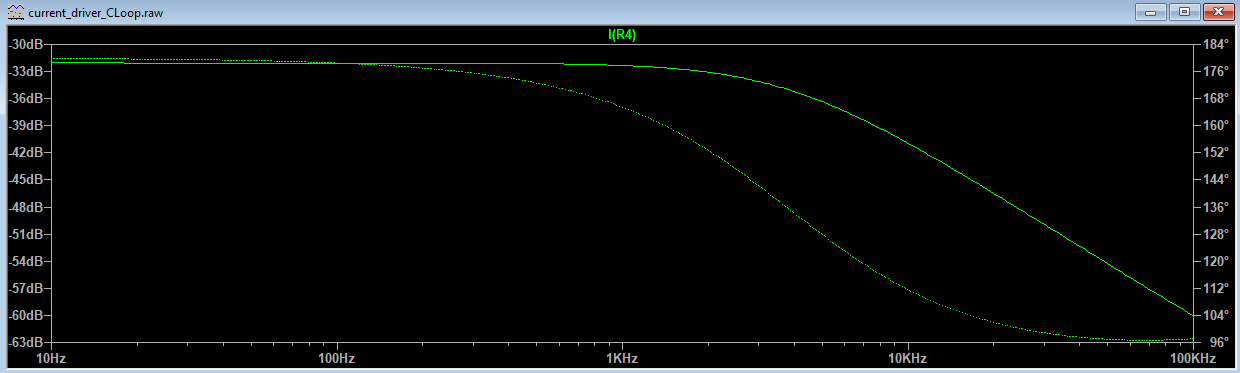 current_driver_CLoop.raw
I(R4)
-30dB 184°
-33dB 176°
-36dB 168°
-39dB 160°
-42dB 152°
-45dB 144°
-48dB 136°
-51dB 128°
-54dB 120°
-57dB 112°
-60dB 104°
-63dB 96°
10Hz 100Hz 1KHz 10KHz 100KHz